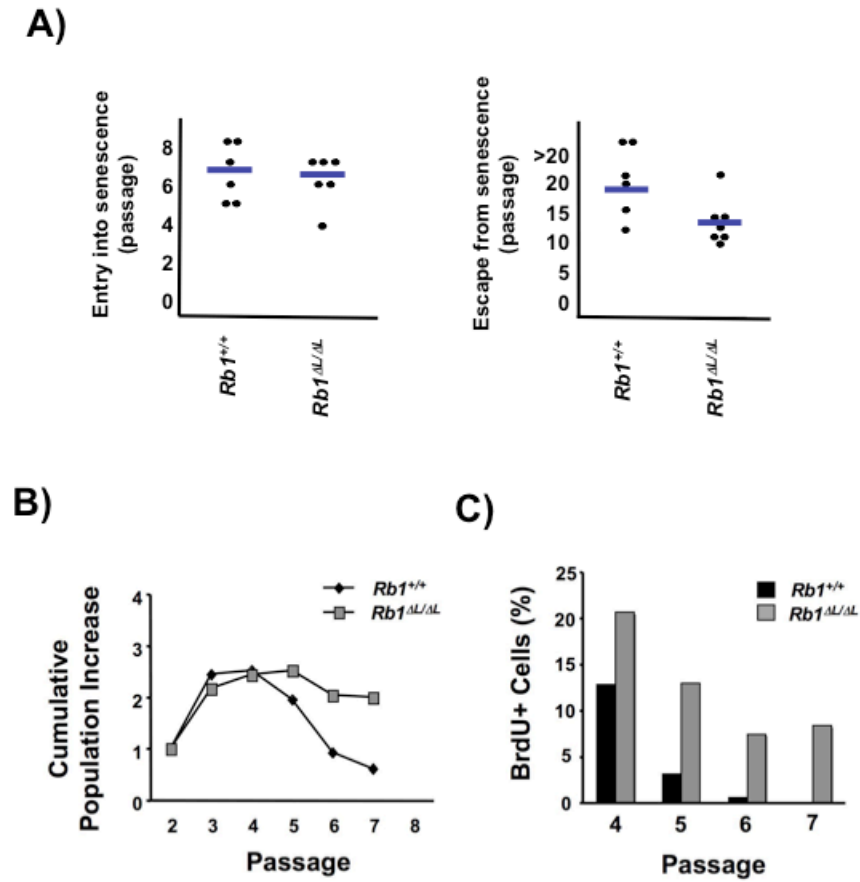 A)
Entry into senescence
(passage)
8
6
4
2
0
Rb1+/+
Rb1ΔL/ΔL
Escape from senescence
(passage)
>20
20
15
10
5
0
Rb1+/+
Rb1ΔL/ΔL
B)
Cumulative
Population Increase
4
3
2
1
0
Rb1+/+
Rb1ΔL/ΔL
2 3 4 5 6 7 8
Passage
C)
BrdU+ Cells (%)
25
20
15
10
5
0
Rb1+/+
Rb1ΔL/ΔL
4 5 6 7
Passage